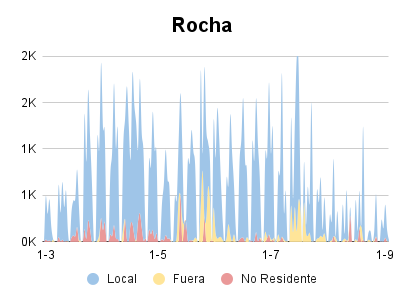 Rocha
2K
2K
1K
1K
0K
1-3 1-5 1-7 1-9
Local Fuera No Residente